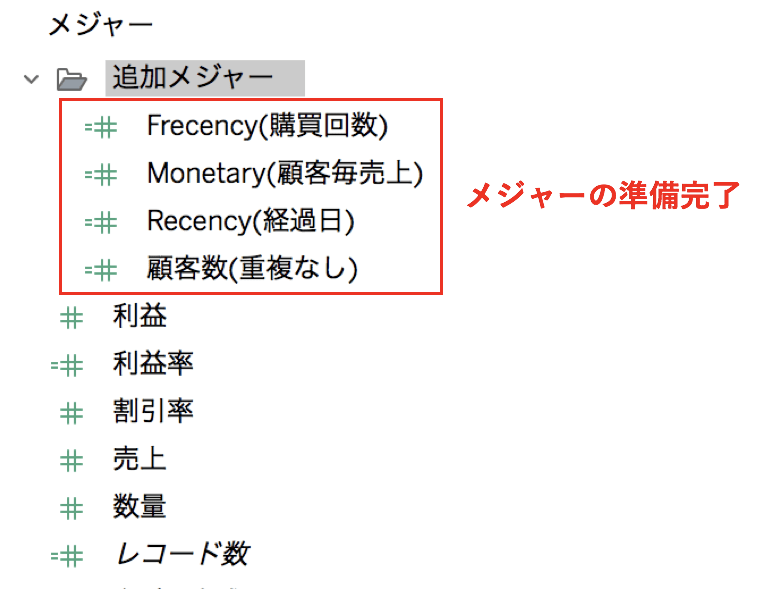 メジャー
追加メジャー
Frecency(購買回数)
Monetary(顧客毎売上)
メジャーの準備完了
Recency(経過日)
顧客数(重複なし)
利益
利益率
割引率
売上
数量
レコード数